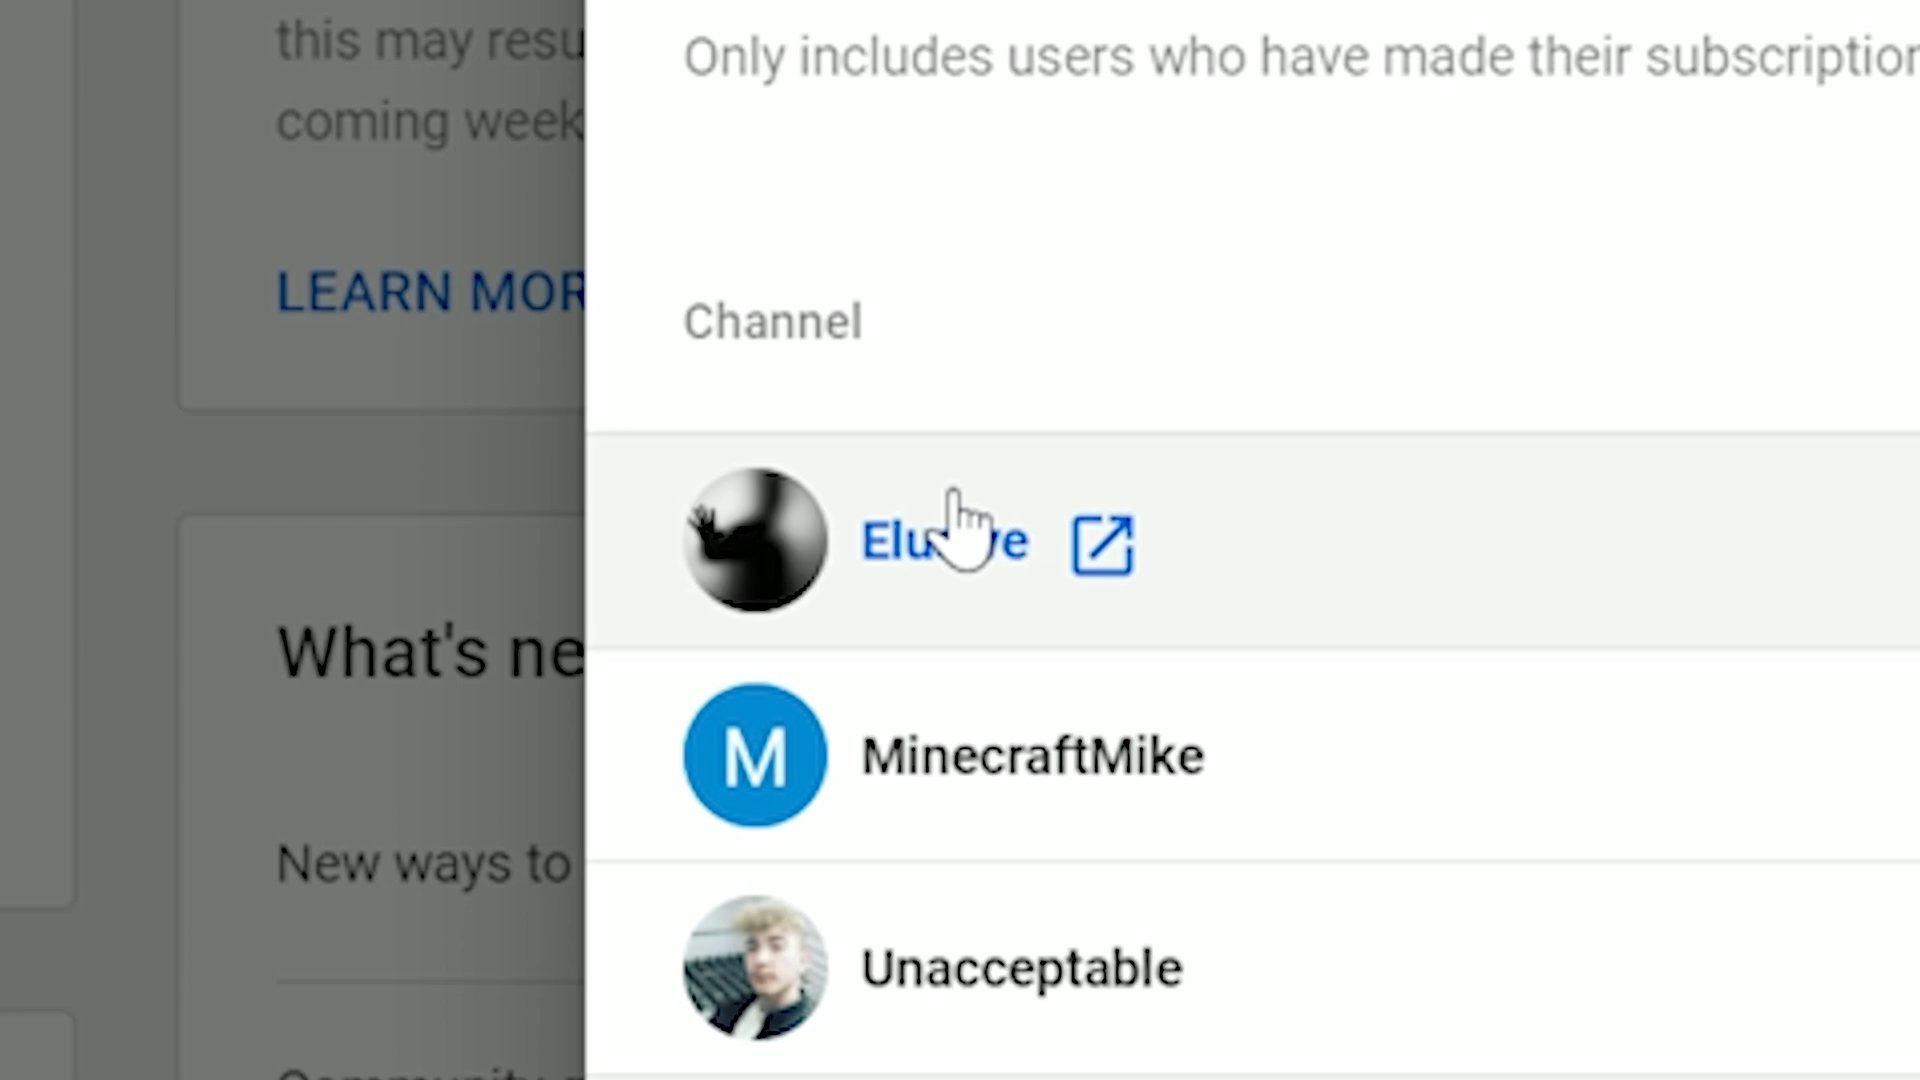 this may resu
coming week
LEARN MOR
What's ne
New ways to
Only includes users who have made their subscription
Channel
M
MinecraftMike
Unacceptable